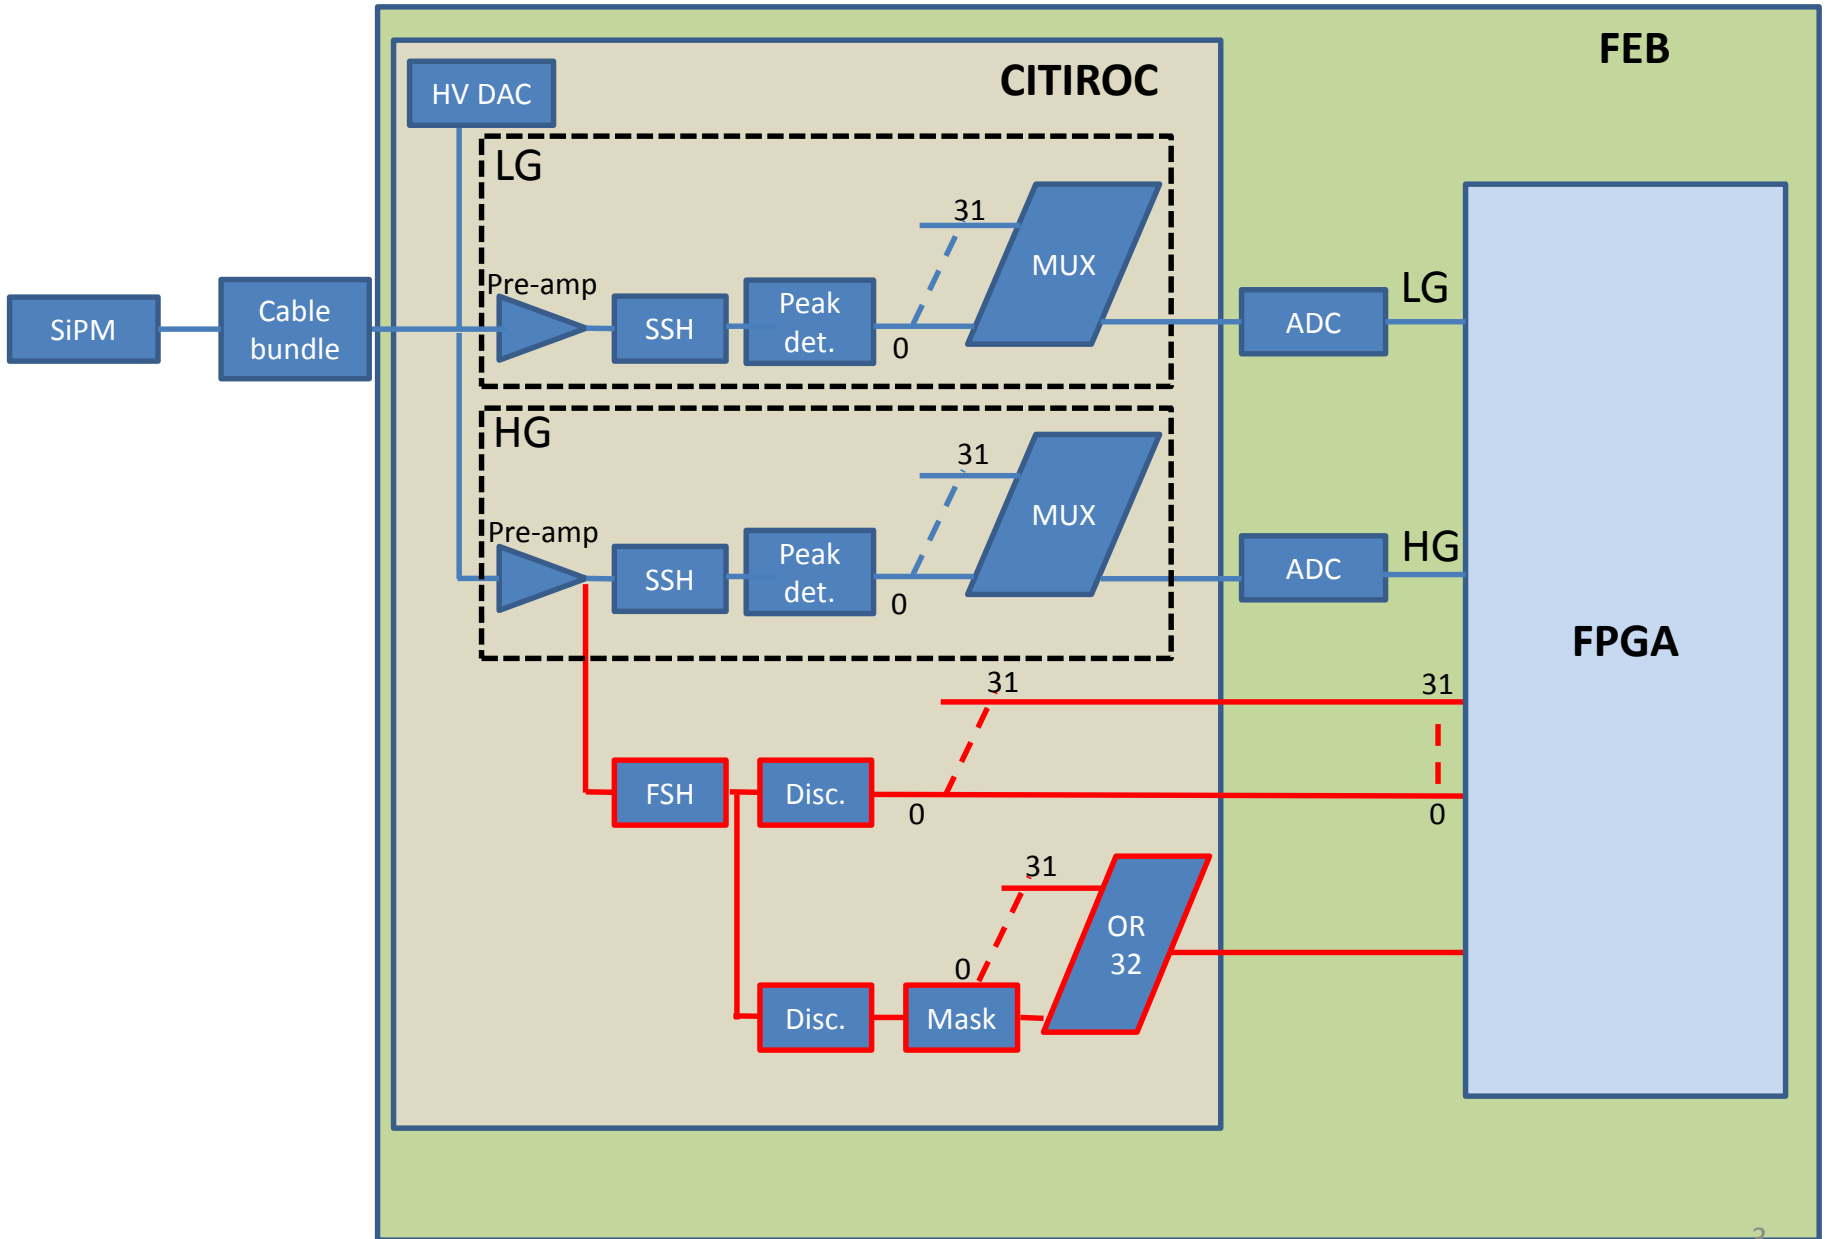 FEB
CITIROC
HV DAC
LG
31
MUX
Pre-amp
SiPM
Cable
bundle
SSH
Peak
det.
0
ADC
LG
HG
31
MUX
Pre-amp
SSH
Peak
det.
0
ADC
HG
FPGA
31
31
FSH
Disc.
0
0
31
OR
32
0
Disc.
Mask